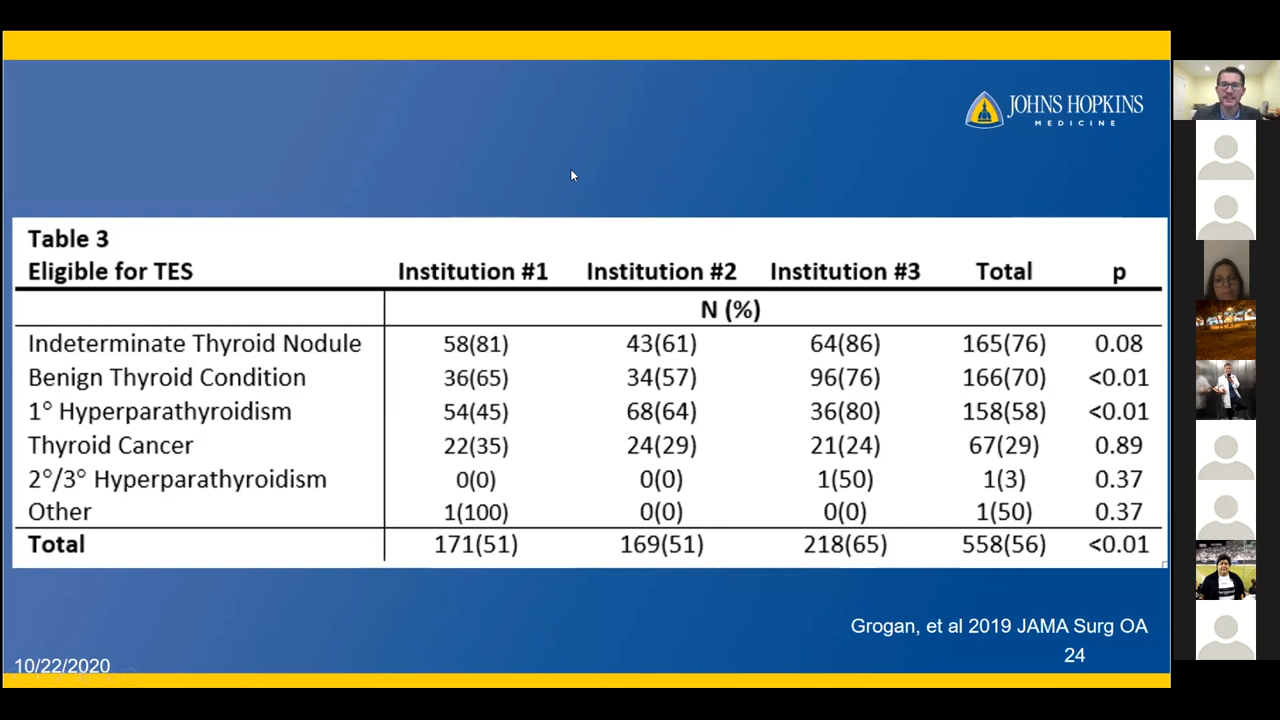 JOHNS HOPKINS
MEDICINE
Table 3
Eligible for TES Institution #1 Institution #2 Institution #3 Total p
N (%)
Indeterminate Thyroid Nodule 58(81) 43(61) 64(86) 165(76) 0.08
Benign Thyroid Condition 36(65) 34(57) 96(76) 166(70) <0.01
1° Hyperparathyroidism 54(45) 68(64) 36(80) 158(58) <0.01
Thyroid Cancer 22(35) 24(29) 21(24) 67(29) 0.89
2°/3° Hyperparathyroidism 0(0) 0(0) 1(50) 1(3) 0.37
Other 1(100) 0(0) 0(0) 1(50) 0.37
Total 171(51) 169(51) 218(65) 558(56) <0.01
Grogan, et al 2019 JAMA Surg OA
24
10/22/2020